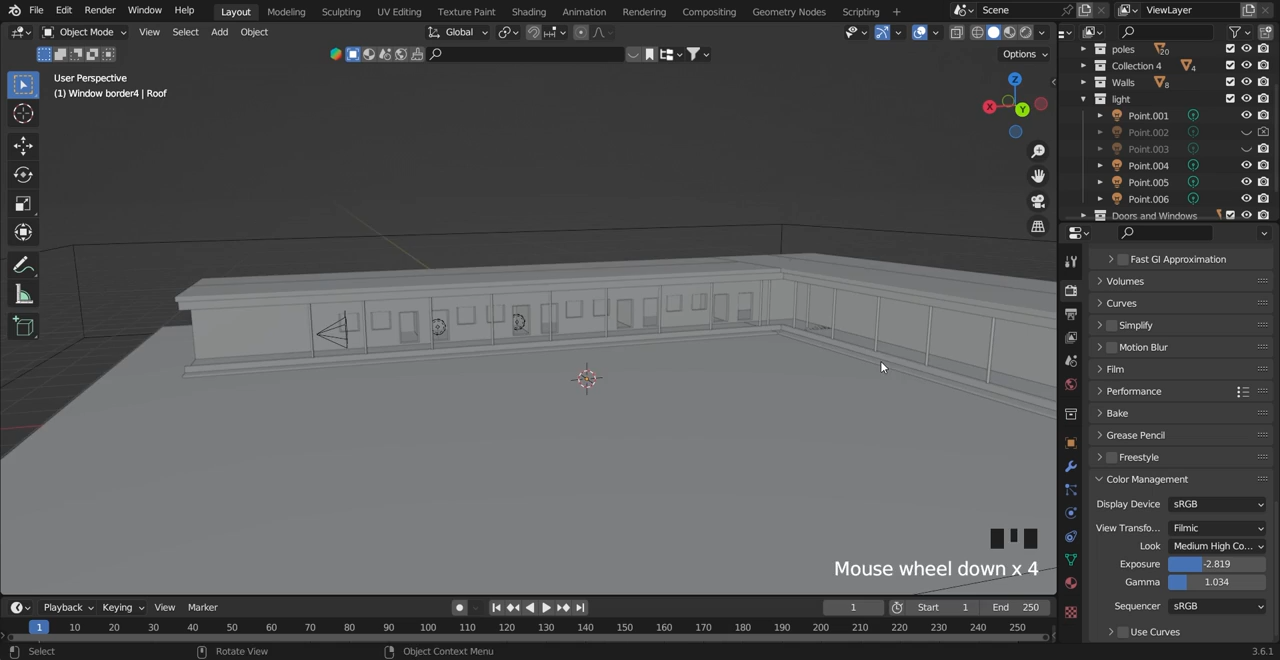 File Edit Render Window Help Layout Modeling Sculpting UV Editing Texture Paint Shading Animation Rendering Compositing Geometry Nodes Scripting + Scene ViewLayer
Object Mode View Select Add Object Global
Options
User Perspective
(1) Window border4 | Roof
Z
X
Y
poles 20
Collection 4 4
Walls 8
light
Point.001
Point.002
Point.003
Point.004
Point.005
Point.006
Doors and Windows
Fast GI Approximation
Volumes
Curves
Simplify
Motion Blur
Film
Performance
Bake
Grease Pencil
Freestyle
Color Management
Display Device sRGB
View Transfo... Filmic
Look Medium High Co...
Exposure -2.819
Gamma 1.034
Sequencer sRGB
Use Curves
Mouse wheel down x 4
Playback Keying View Marker 1 Start 1 End 250
1 10 20 30 40 50 60 70 80 90 100 110 120 130 140 150 160 170 180 190 200 210 220 230 240 250
Select Rotate View Object Context Menu 3.6.1